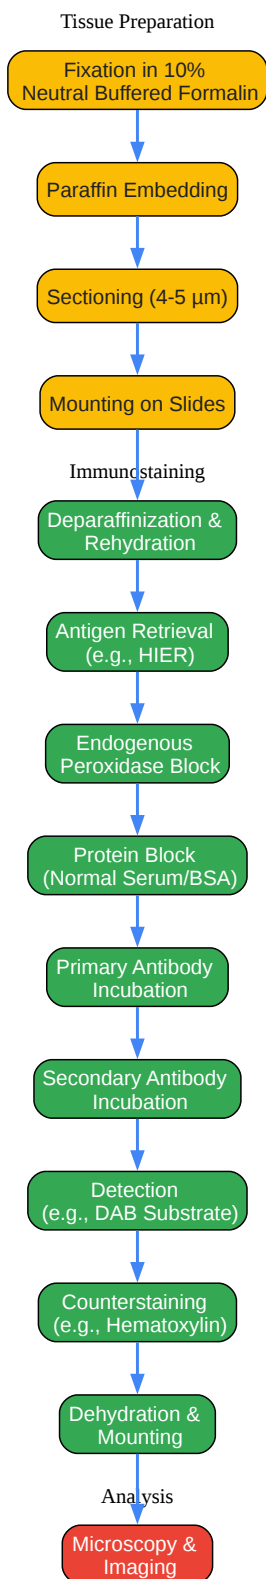 Tissue Preparation
Fixation in 10%
Neutral Buffered Formalin
Paraffin Embedding
Sectioning (4-5 µm)
Mounting on Slides
Immunostaining
Deparaffinization &
Rehydration
Antigen Retrieval
(e.g., HIER)
Endogenous
Peroxidase Block
Protein Block
(Normal Serum/BSA)
Primary Antibody
Incubation
Secondary Antibody
Incubation
Detection
(e.g., DAB Substrate)
Counterstaining
(e.g., Hematoxylin)
Dehydration &
Mounting
Analysis
Microscopy &
Imaging